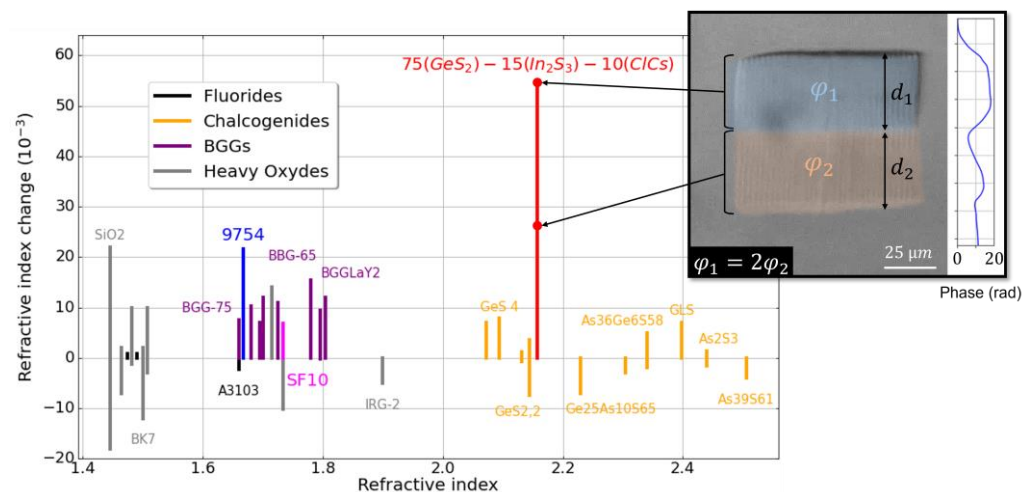 60
50
40
30
20
10
0
−10
−20
Refractive index change (10⁻³)
1.4
1.6
1.8
2.0
2.2
2.4
Refractive index
Fluorides
Chalcogenides
BGGs
Heavy Oxydes
75(GeS₂) − 15(In₂S₃) − 10(ClCs)
SiO2
9754
BBG-65
BGGLaY2
BGG-75
A3103
SF10
BK7
IRG-2
GeS 4
GeS2,2
As36Ge6S58
GLS
As2S3
Ge25As10S65
As39S61
φ₁
d₁
φ₂
d₂
25 μm
φ₁ = 2φ₂
0
20
Phase (rad)